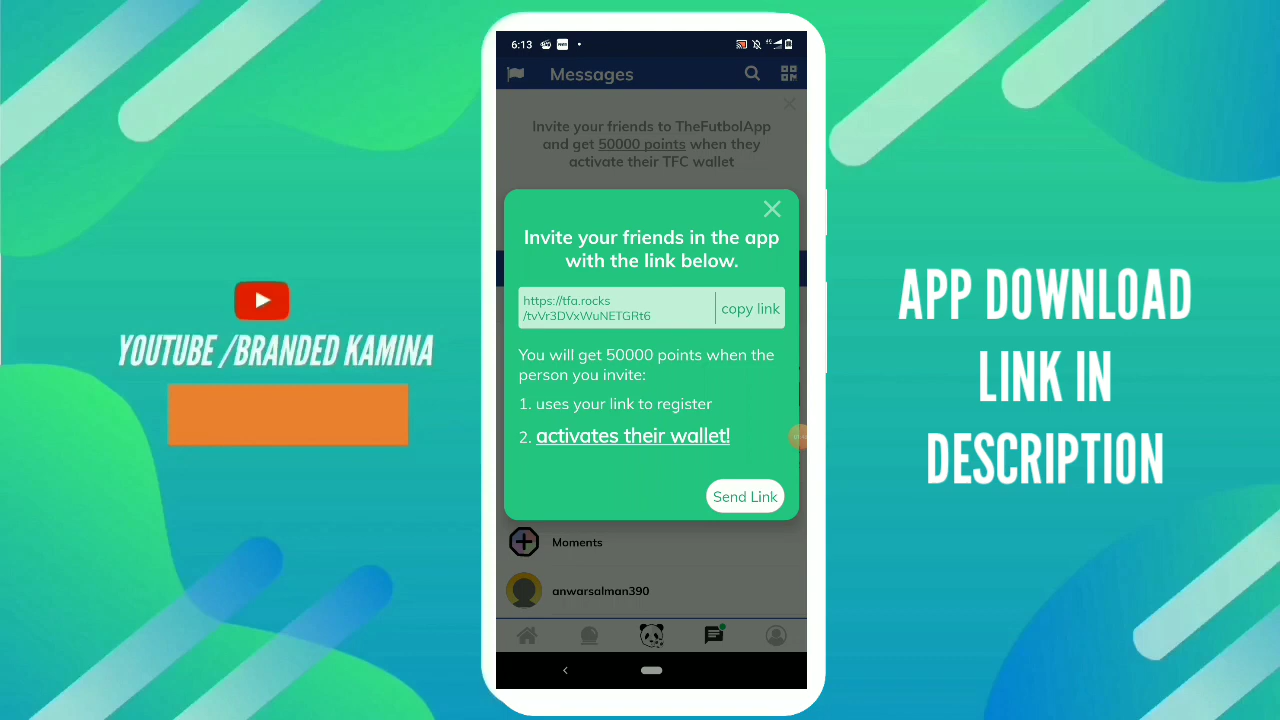 6:13
Messages
Invite your friends to TheFutbolApp
and get 50000 points when they
activate their TFC wallet
Invite your friends in the app
with the link below.
https://tfa.rocks
/tvVr3DVxWuNETGRt6
copy link
You will get 50000 points when the
person you invite:
1. uses your link to register
2. activates their wallet!
Send Link
Moments
anwarsalman390
YOUTUBE /BRANDED KAMINA
APP DOWNLOAD
LINK IN
DESCRIPTION